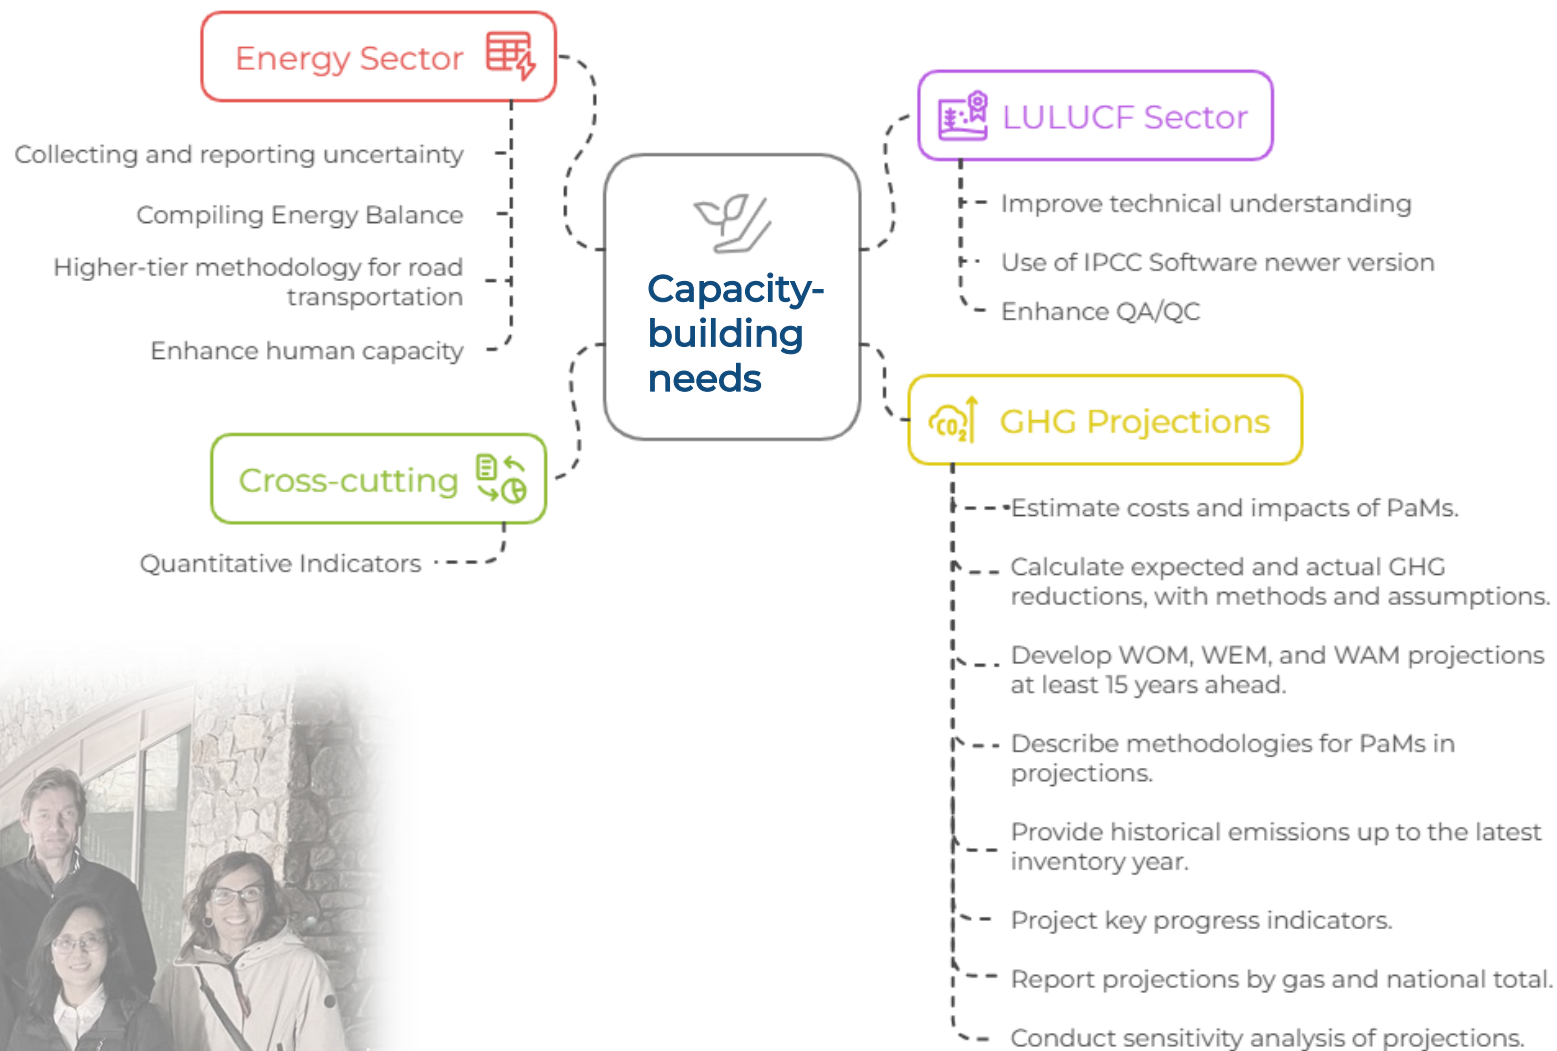 Energy Sector
Collecting and reporting uncertainty
Compiling Energy Balance
Higher-tier methodology for road
transportation
Enhance human capacity
Cross-cutting
Quantitative Indicators
Capacity-
building
needs
LULUCF Sector
Improve technical understanding
Use of IPCC Software newer version
Enhance QA/QC
CO2
GHG Projections
Estimate costs and impacts of PaMs.
Calculate expected and actual GHG
reductions, with methods and assumptions.
Develop WOM, WEM, and WAM projections
at least 15 years ahead.
Describe methodologies for PaMs in
projections.
Provide historical emissions up to the latest
inventory year.
Project key progress indicators.
Report projections by gas and national total.
Conduct sensitivity analysis of projections.